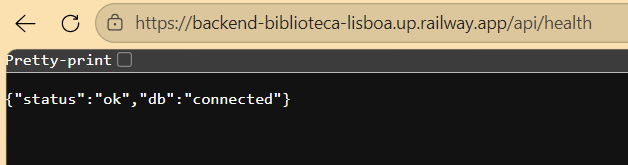 https://backend-biblioteca-lisboa.up.railway.app/api/health
Pretty-print
{"status":"ok","db":"connected"}